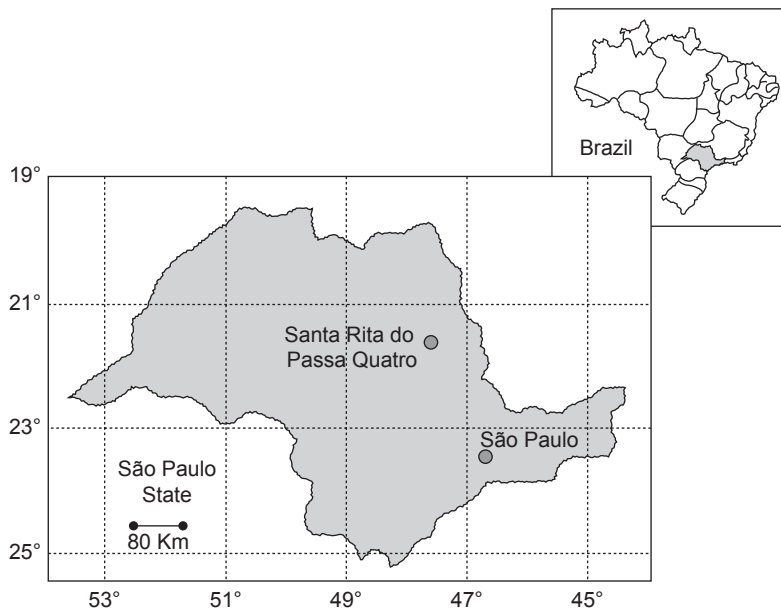 Brazil
19°
21°
Santa Rita do
Passa Quatro
23°
São Paulo
São Paulo
State
80 Km
25°
53°
51°
49°
47°
45°